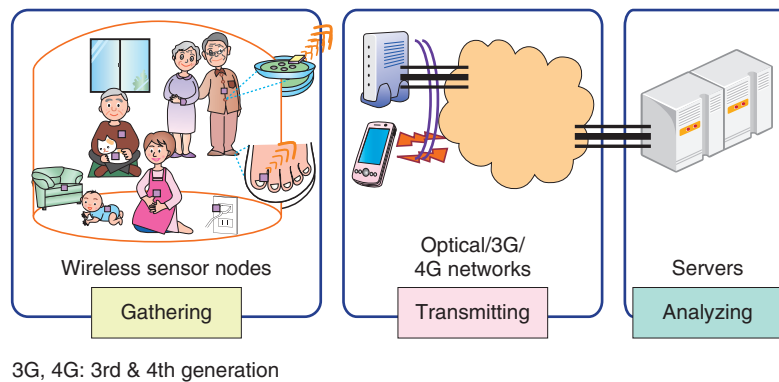 Wireless sensor nodes
Gathering
Optical/3G/
4G networks
Transmitting
Servers
Analyzing
3G, 4G: 3rd & 4th generation